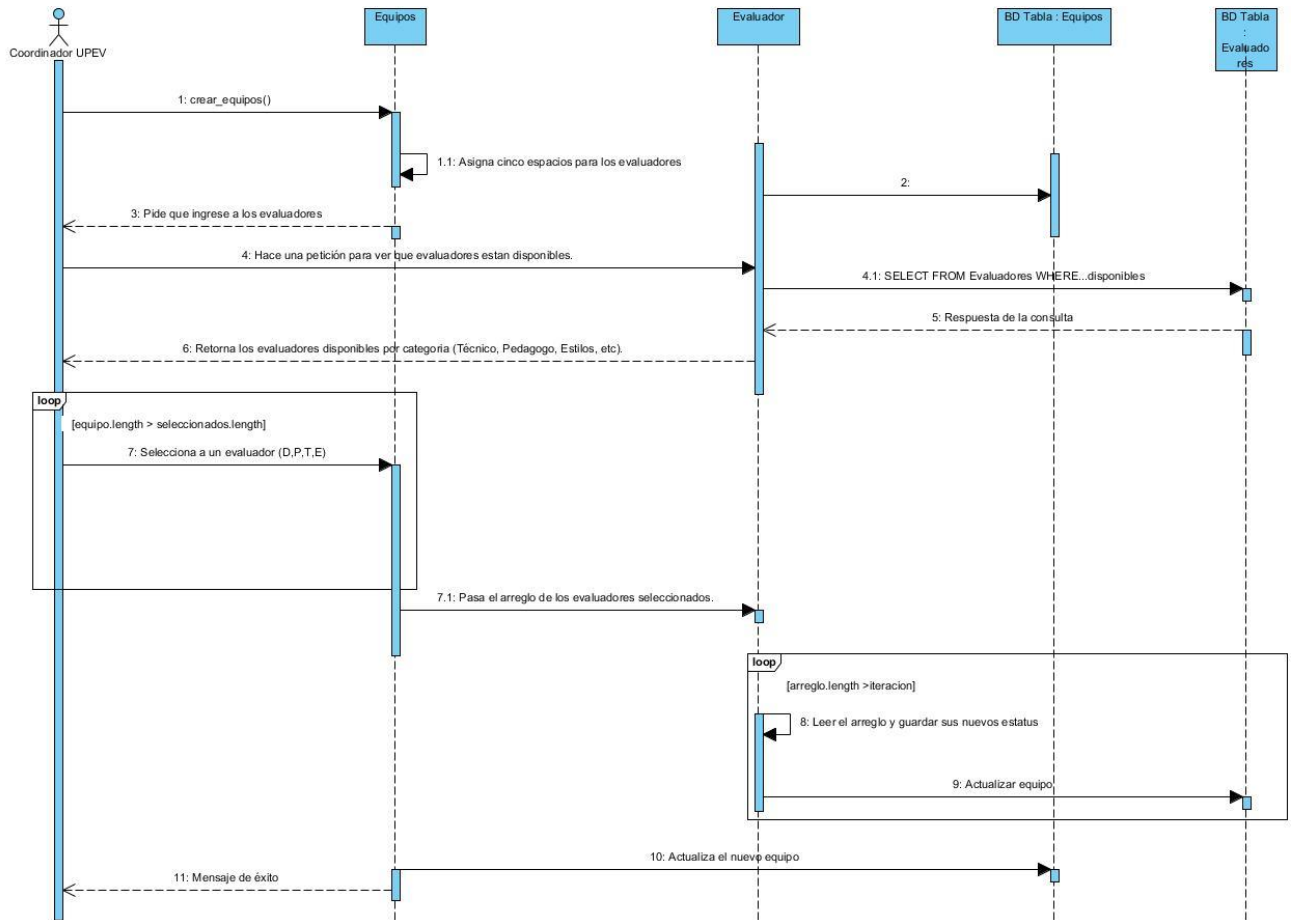 Coordinador UPEV
Equipos
Evaluador
BD Tabla : Equipos
BD Tabla
:
Evaluado
res
1: crear_equipos()
1.1: Asigna cinco espacios para los evaluadores
2:
3: Pide que ingrese a los evaluadores
4: Hace una petición para ver que evaluadores estan disponibles.
4.1: SELECT FROM Evaluadores WHERE...disponibles
5: Respuesta de la consulta
6: Retorna los evaluadores disponibles por categoria (Técnico, Pedagogo, Estilos, etc).
loop
[equipo.length > seleccionados.length]
7: Selecciona a un evaluador (D,P,T,E)
7.1: Pasa el arreglo de los evaluadores seleccionados.
loop
[arreglo.length >iteracion]
8: Leer el arreglo y guardar sus nuevos estatus
9: Actualizar equipo
10: Actualiza el nuevo equipo
11: Mensaje de éxito